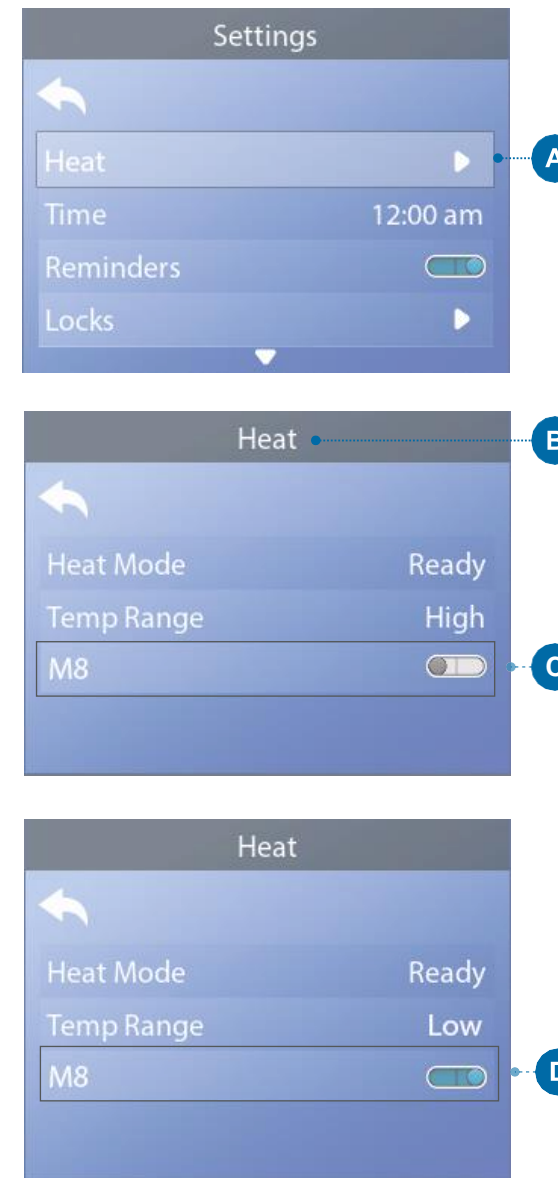 Settings
Heat A
Time 12:00 am
Reminders
Locks
Heat B
Heat Mode Ready
Temp Range High
M8 C
Heat
Heat Mode Ready
Temp Range Low
M8 D